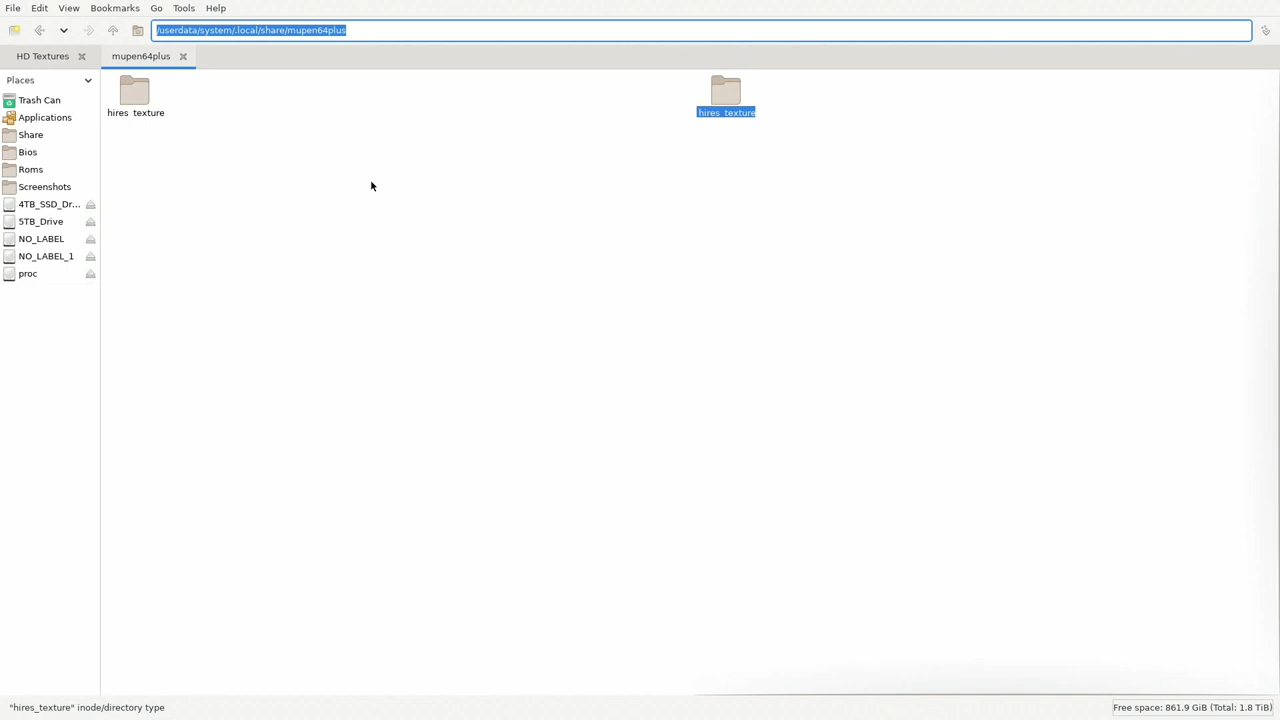 File Edit View Bookmarks Go Tools Help
/userdata/system/.local/share/mupen64plus
HD Textures mupen64plus
Places
Trash Can
Applications
Share
Bios
Roms
Screenshots
4TB_SSD_Dr...
5TB_Drive
NO_LABEL
NO_LABEL_1
proc
hires_texture hires_texture
"hires_texture" inode/directory type Free space: 861.9 GiB (Total: 1.8 TiB)